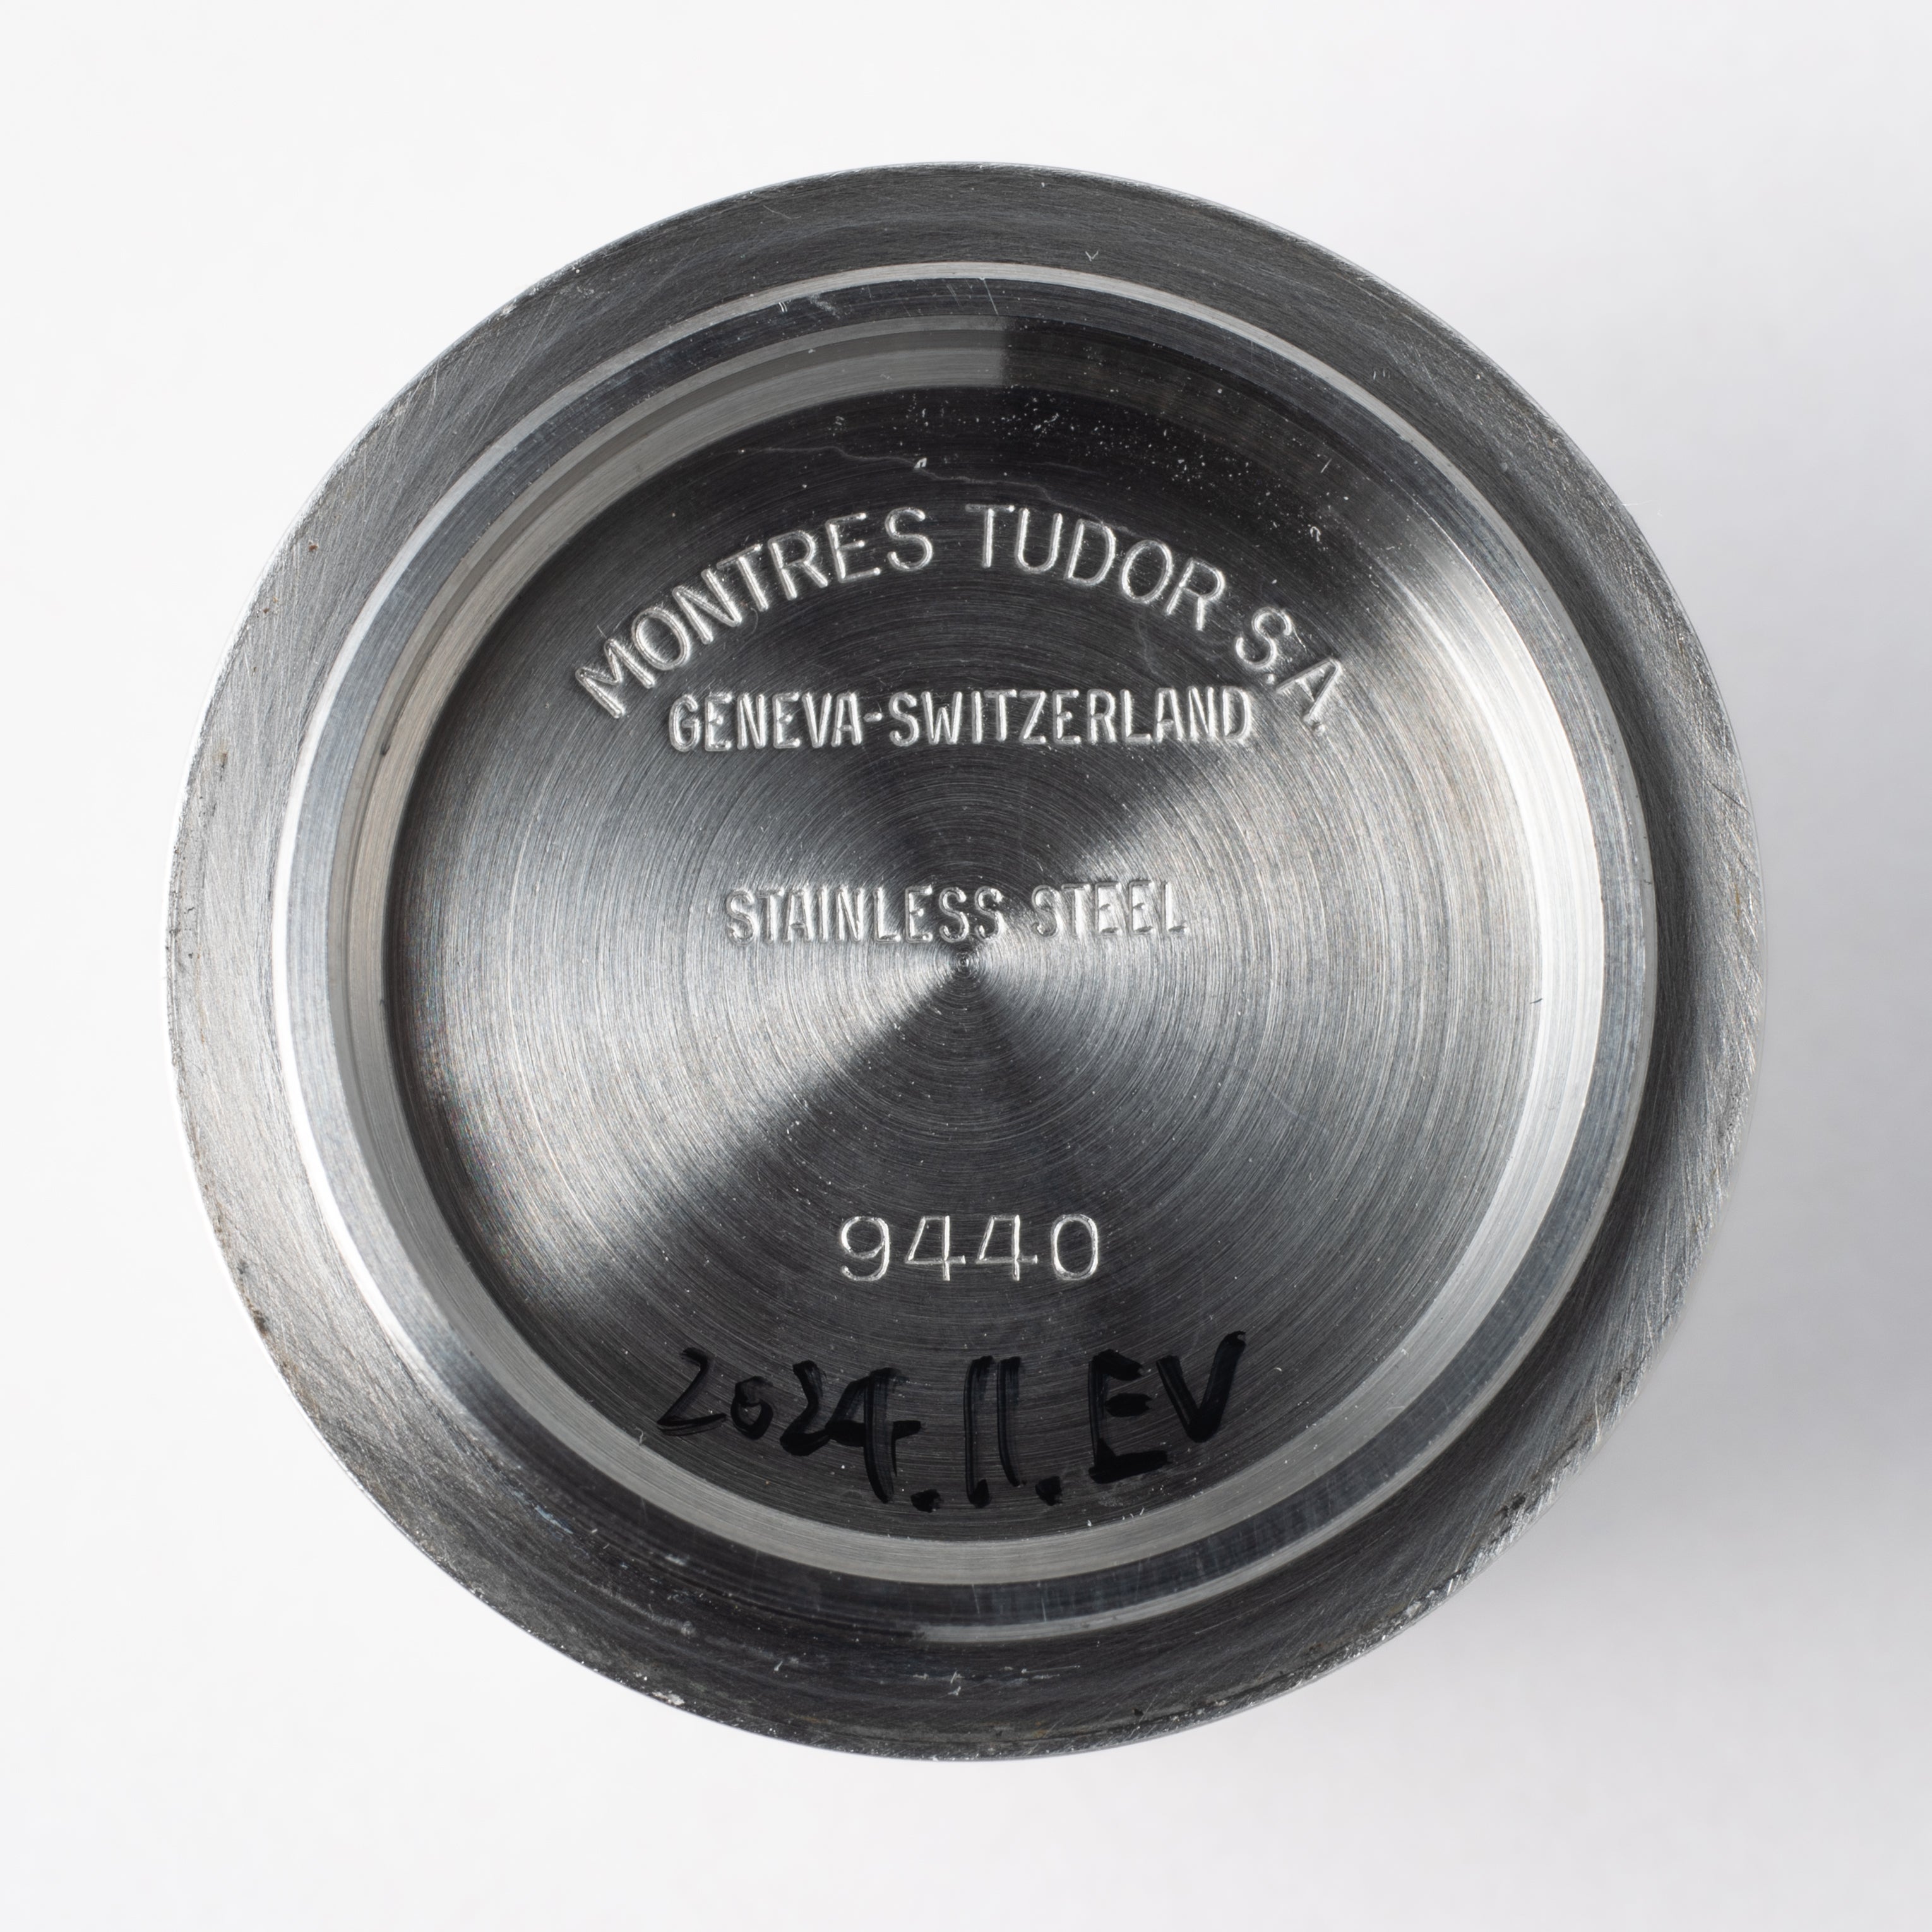 MONTRES TUDOR S.A.
GENEVA-SWITZERLAND
STAINLESS STEEL
9440
2024.11.EV